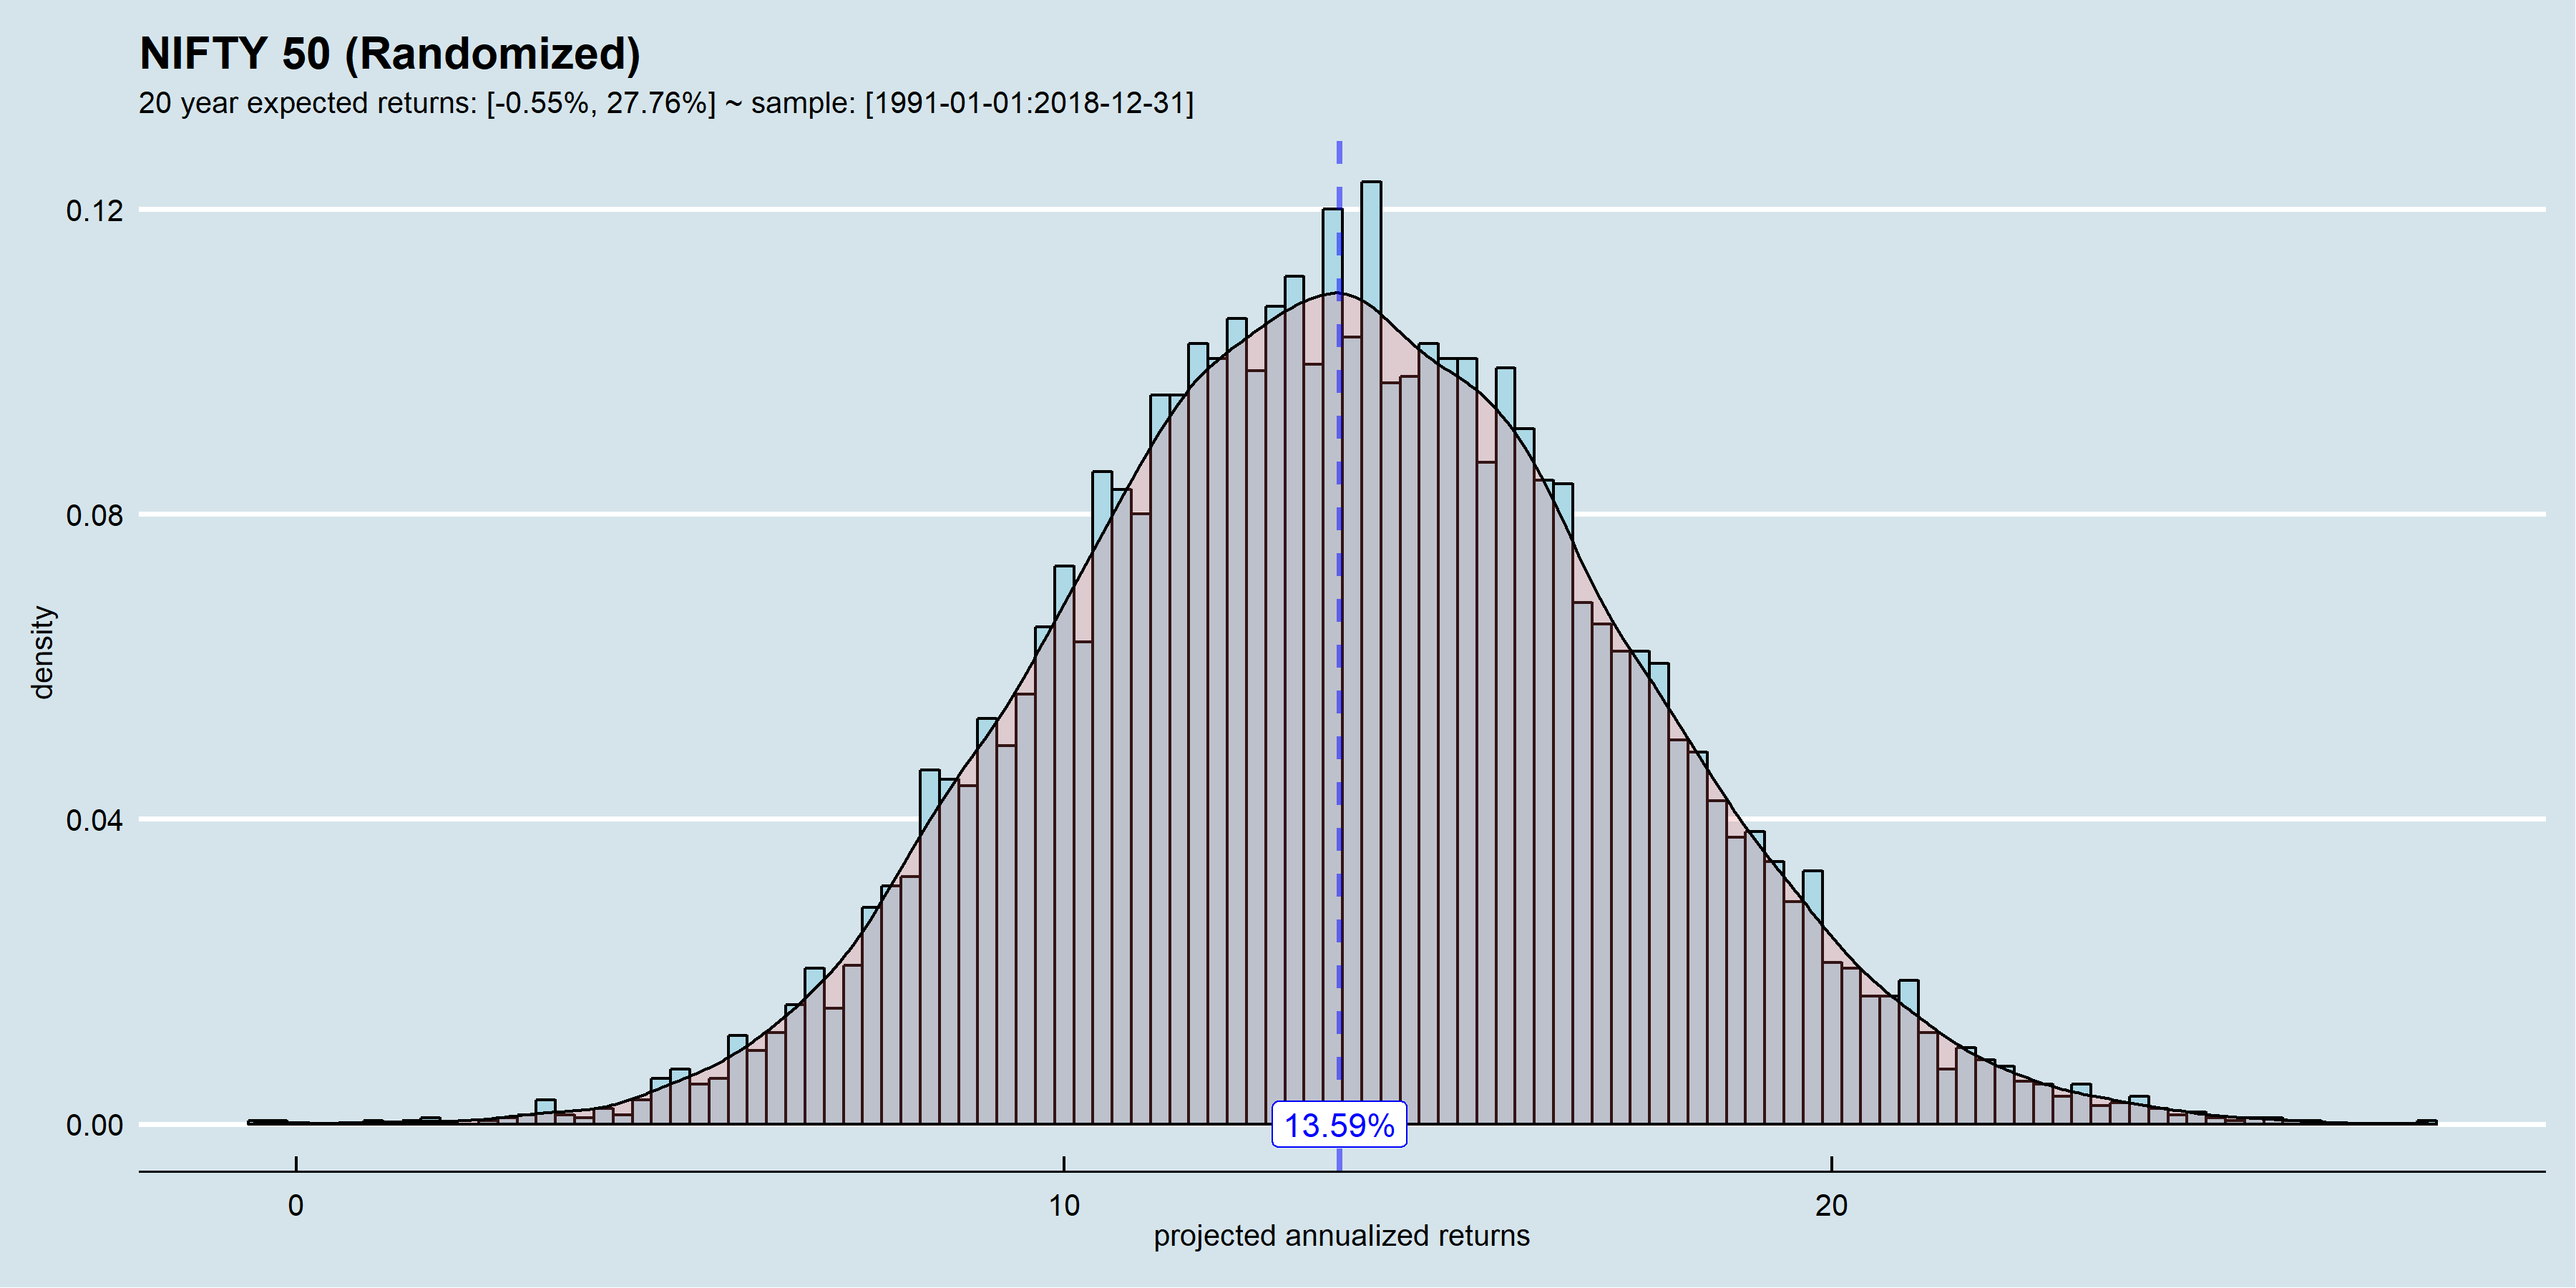 NIFTY 50 (Randomized)
20 year expected returns: [-0.55%, 27.76%] ~ sample: [1991-01-01:2018-12-31]
0.12
0.08
0.04
0.00
density
13.59%
0
10
20
projected annualized returns